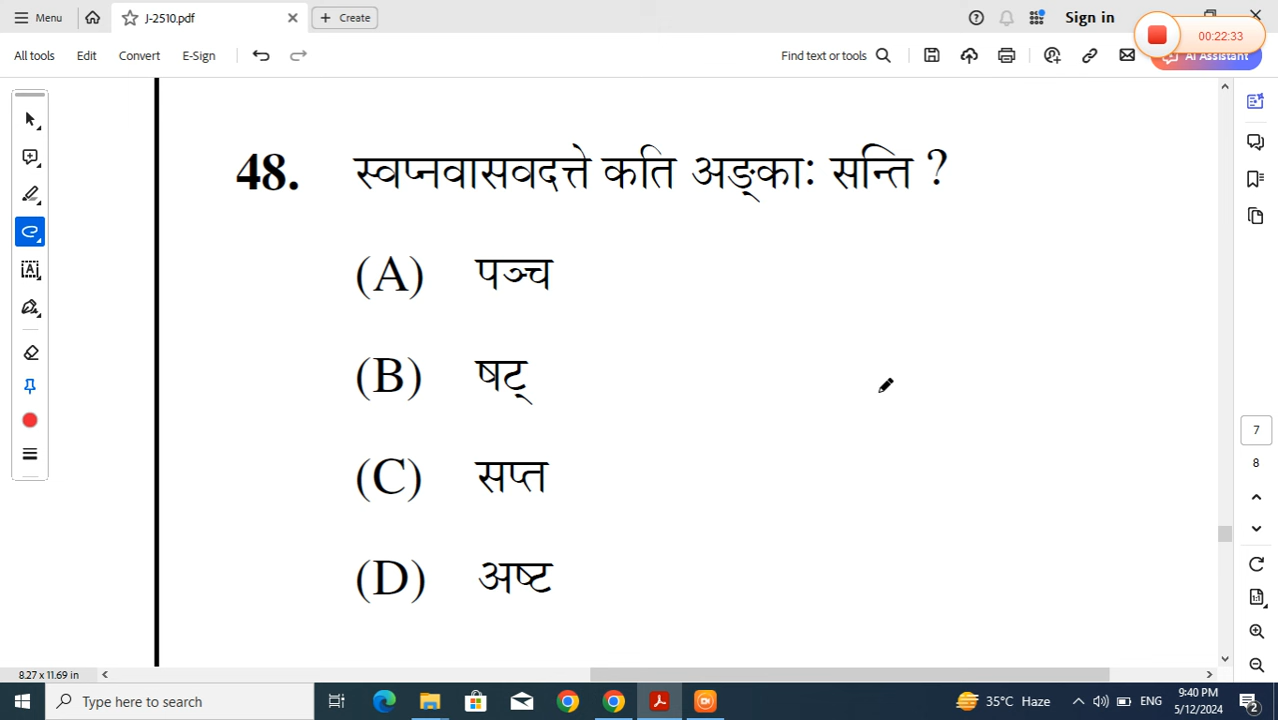 Menu
J-2510.pdf
Create
Sign in
00:22:33
All tools
Edit
Convert
E-Sign
Find text or tools
AI Assistant
48. स्वप्नवासवदत्ते कति अङ्काः सन्ति ?
(A) पञ्च
(B) षट्
(C) सप्त
(D) अष्ट
7
8
1:1
8.27 x 11.69 in
Type here to search
35°C Haze
ENG
9:40 PM
5/12/2024
2